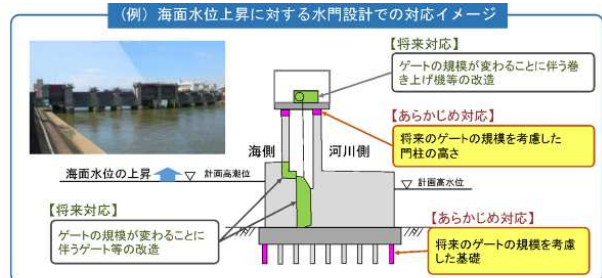 （例）海面水位上昇に対する水門設計での対応イメージ
【将来対応】
ゲートの規模が変わることに伴う巻
き上げ機等の改造
【あらかじめ対応】
将来のゲートの規模を考慮した
門柱の高さ
海側
河川側
海面水位の上昇
計画高潮位
計画高水位
【将来対応】
ゲートの規模が変わることに
伴うゲート等の改造
【あらかじめ対応】
将来のゲートの規模を考慮
した基礎